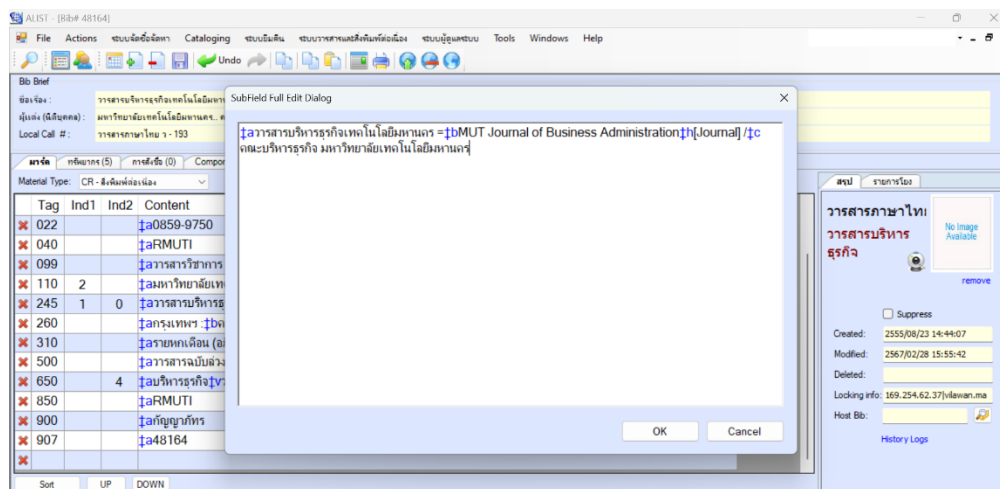 ALIST - [Bib# 48164]
File Actions ระบบจัดซื้อจัดหา Cataloging ระบบยืมคืน ระบบวารสารและสิ่งพิมพ์ต่อเนื่อง ระบบผู้ดูแลระบบ Tools Windows Help
Undo
Bib Brief
ชื่อเรื่อง : วารสารบริหารธุรกิจเทคโนโลยีมหานคร
ผู้แต่ง (นิติบุคคล) : มหาวิทยาลัยเทคโนโลยีมหานคร..
Local Call # : วารสารภาษาไทย ว - 193
SubField Full Edit Dialog
‡aวารสารบริหารธุรกิจเทคโนโลยีมหานคร =‡bMUT Journal of Business Administration‡h[Journal] /‡c
คณะบริหารธุรกิจ มหาวิทยาลัยเทคโนโลยีมหานคร
OK Cancel
มาร์ค ทรัพยากร (5) การสั่งซื้อ (0) Compor
Material Type: CR - สิ่งพิมพ์ต่อเนื่อง
Tag Ind1 Ind2 Content
022 ‡a0859-9750
040 ‡aRMUTI
099 ‡aวารสารวิชาการ
110 2 ‡aมหาวิทยาลัยเท
245 1 0 ‡aวารสารบริหารธุ
260 ‡aกรุงเทพฯ :‡bค
310 ‡aรายหกเดือน
500 ‡aวารสารฉบับล่วง
650 4 ‡aบริหารธุรกิจ‡vว
850 ‡aRMUTI
900 ‡aกัญญาภัทร
907 ‡a48164
Sort UP DOWN
สรุป รายการโยง
วารสารภาษาไทย
วารสารบริหาร
ธุรกิจ
No Image
Available
remove
Suppress
Created: 2555/08/23 14:44:07
Modified: 2567/02/28 15:55:42
Deleted:
Locking info: 169.254.62.37|vilawan.ma
Host Bib:
History Logs